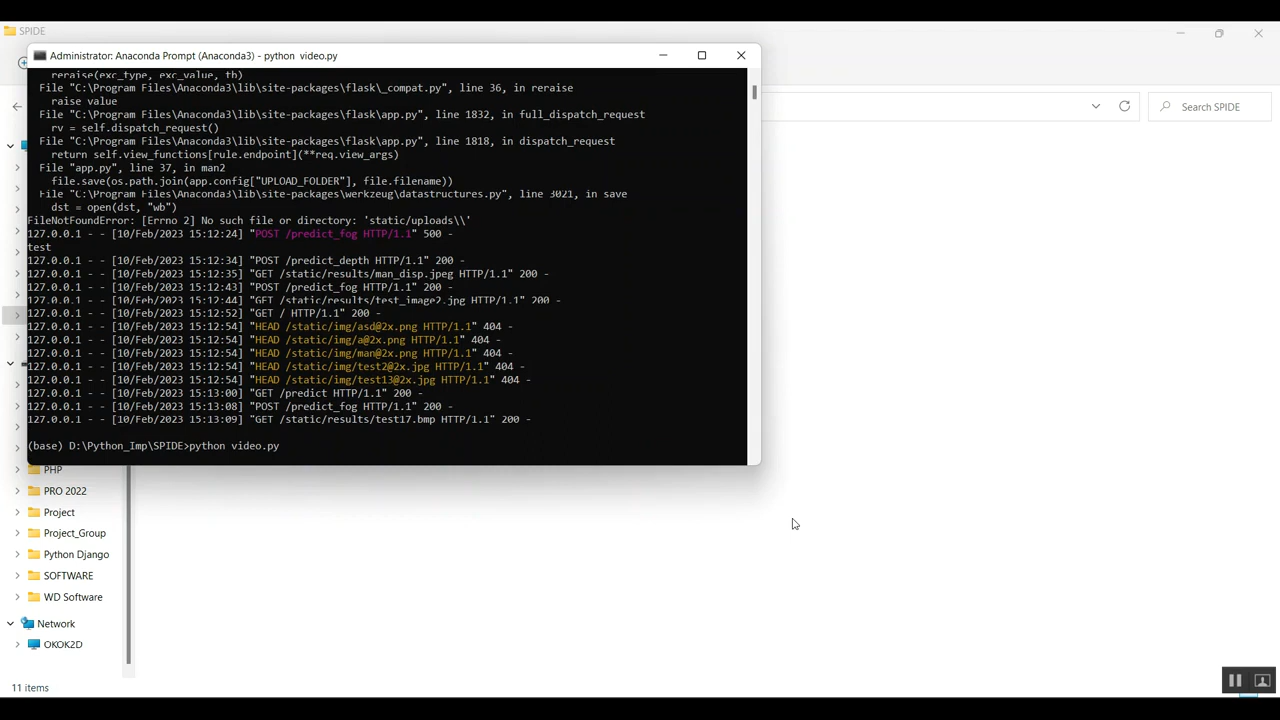 SPIDE
Administrator: Anaconda Prompt (Anaconda3) - python  video.py
reraise(exc_type, exc_value, tb)
File "C:\Program Files\Anaconda3\lib\site-packages\flask\_compat.py", line 36, in reraise
raise value
File "C:\Program Files\Anaconda3\lib\site-packages\flask\app.py", line 1832, in full_dispatch_request
rv = self.dispatch_request()
File "C:\Program Files\Anaconda3\lib\site-packages\flask\app.py", line 1818, in dispatch_request
return self.view_functions[rule.endpoint](**req.view_args)
File "app.py", line 37, in man2
file.save(os.path.join(app.config["UPLOAD_FOLDER"], file.filename))
File "C:\Program Files\Anaconda3\lib\site-packages\werkzeug\datastructures.py", line 3021, in save
dst = open(dst, "wb")
FileNotFoundError: [Errno 2] No such file or directory: 'static/uploads\\'
127.0.0.1 - - [10/Feb/2023 15:12:24] "POST /predict_fog HTTP/1.1" 500 -
test
127.0.0.1 - - [10/Feb/2023 15:12:34] "POST /predict_depth HTTP/1.1" 200 -
127.0.0.1 - - [10/Feb/2023 15:12:35] "GET /static/results/man_disp.jpeg HTTP/1.1" 200 -
127.0.0.1 - - [10/Feb/2023 15:12:43] "POST /predict_fog HTTP/1.1" 200 -
127.0.0.1 - - [10/Feb/2023 15:12:44] "GET /static/results/test_image2.jpg HTTP/1.1" 200 -
127.0.0.1 - - [10/Feb/2023 15:12:52] "GET / HTTP/1.1" 200 -
127.0.0.1 - - [10/Feb/2023 15:12:54] "HEAD /static/img/asd@2x.png HTTP/1.1" 404 -
127.0.0.1 - - [10/Feb/2023 15:12:54] "HEAD /static/img/a@2x.png HTTP/1.1" 404 -
127.0.0.1 - - [10/Feb/2023 15:12:54] "HEAD /static/img/man@2x.png HTTP/1.1" 404 -
127.0.0.1 - - [10/Feb/2023 15:12:54] "HEAD /static/img/test2@2x.jpg HTTP/1.1" 404 -
127.0.0.1 - - [10/Feb/2023 15:12:54] "HEAD /static/img/test13@2x.jpg HTTP/1.1" 404 -
127.0.0.1 - - [10/Feb/2023 15:13:00] "GET /predict HTTP/1.1" 200 -
127.0.0.1 - - [10/Feb/2023 15:13:08] "POST /predict_fog HTTP/1.1" 200 -
127.0.0.1 - - [10/Feb/2023 15:13:09] "GET /static/results/test17.bmp HTTP/1.1" 200 -
(base) D:\Python_Imp\SPIDE>python video.py
Search SPIDE
PHP
PRO 2022
Project
Project_Group
Python Django
SOFTWARE
WD Software
Network
OKOK2D
11 items